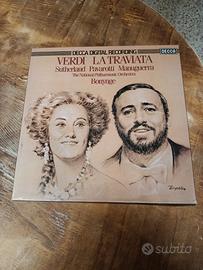 DECCA DIGITAL RECORDING
DECCA
VERDI LA TRAVIATA
Sutherland Pavarotti Manuguerra
The National Philharmonic Orchestra
Bonynge
subito